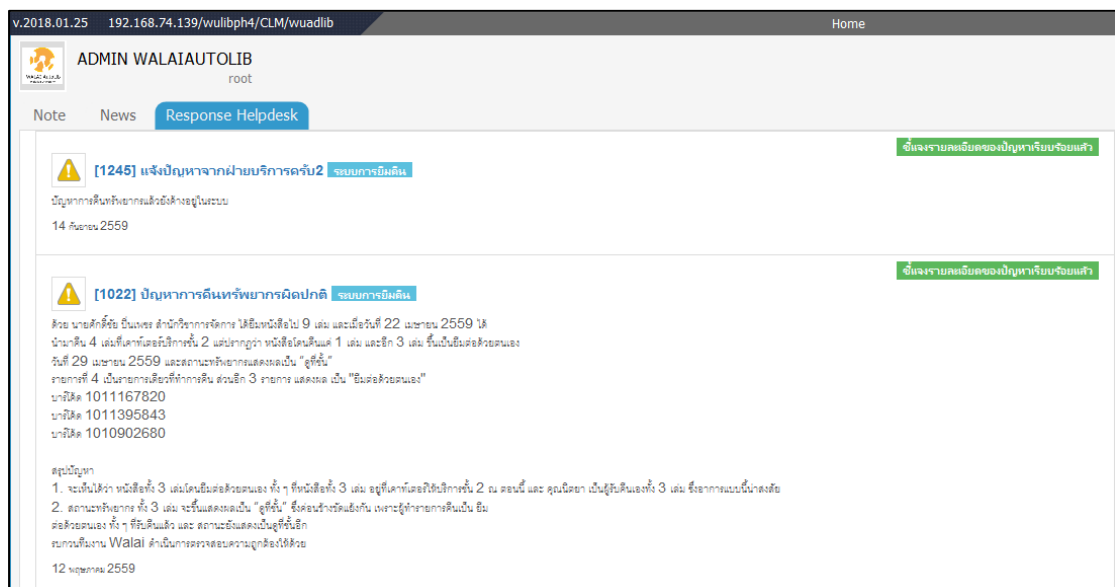 v.2018.01.25 192.168.74.139/wulibph4/CLM/wuadlib Home
ADMIN WALAIAUTOLIB
root
Note News Response Helpdesk
ชี้แจงรายละเอียดของปัญหาเรียบร้อยแล้ว
[1245] แจ้งปัญหาจากฝ่ายบริการครับ2 ระบบการยืมคืน
ปัญหาการคืนทรัพยากรแล้วยังค้างอยู่ในระบบ
14 กันยายน 2559
ชี้แจงรายละเอียดของปัญหาเรียบร้อยแล้ว
[1022] ปัญหาการคืนทรัพยากรผิดปกติ ระบบการยืมคืน
ด้วย นายศักดิ์ชัย ปิ่นเพชร สำนักวิชาการจัดการ ได้ยืมหนังสือไป 9 เล่ม และเมื่อวันที่ 22 เมษายน 2559 ได้
นำมาคืน 4 เล่มที่เคาท์เตอร์บริการชั้น 2 แต่ปรากฏว่า หนังสือโดนคืนแค่ 1 เล่ม และอีก 3 เล่ม ขึ้นเป็นยืมต่อด้วยตนเอง
วันที่ 29 เมษายน 2559 และสถานะทรัพยากรแสดงผลเป็น "ดูที่ชั้น"
รายการที่ 4 เป็นรายการเดียวที่ทำการคืน ส่วนอีก 3 รายการ แสดงผล เป็น "ยืมต่อด้วยตนเอง"
บาร์โค้ด 1011167820
บาร์โค้ด 1011395843
บาร์โค้ด 1010902680
สรุปปัญหา
1. จะเห็นได้ว่า หนังสือทั้ง 3 เล่มโดนยืมต่อด้วยตนเอง ทั้ง ๆ ที่หนังสือทั้ง 3 เล่ม อยู่ที่เคาท์เตอร์ให้บริการชั้น 2 ณ ตอนนี้ และ คุณนิตยา เป็นผู้รับคืนเองทั้ง 3 เล่ม ซึ่งอาการแบบนี้น่าสงสัย
2. สถานะทรัพยากร ทั้ง 3 เล่ม จะขึ้นแสดงผลเป็น "ดูที่ชั้น" ซึ่งค่อนข้างขัดแย้งกัน เพราะผู้ทำรายการคืนเป็น ยืม
ต่อด้วยตนเอง ทั้ง ๆ ที่รับคืนแล้ว และ สถานะยังแสดงเป็นดูที่ชั้นอีก
รบกวนทีมงาน Walai ดำเนินการตรวจสอบความถูกต้องให้ด้วย
12 พฤษภาคม 2559